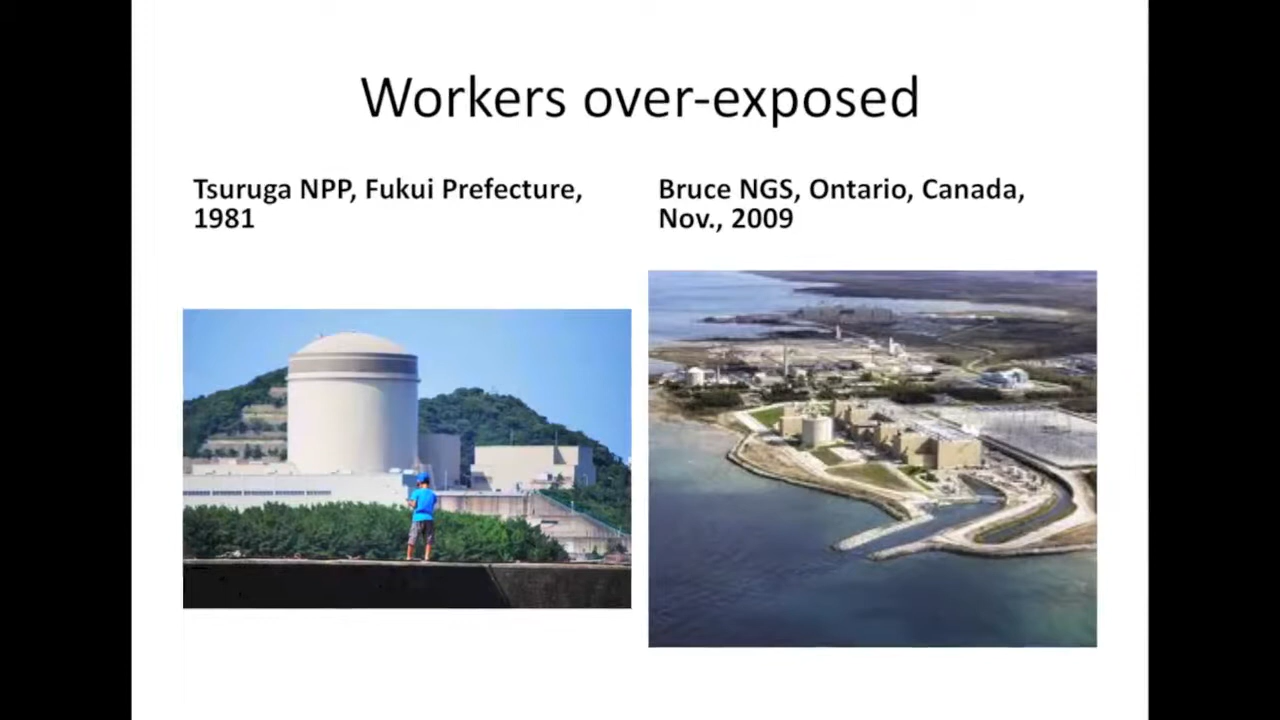 Workers over-exposed
Tsuruga NPP, Fukui Prefecture,
1981
Bruce NGS, Ontario, Canada,
Nov., 2009